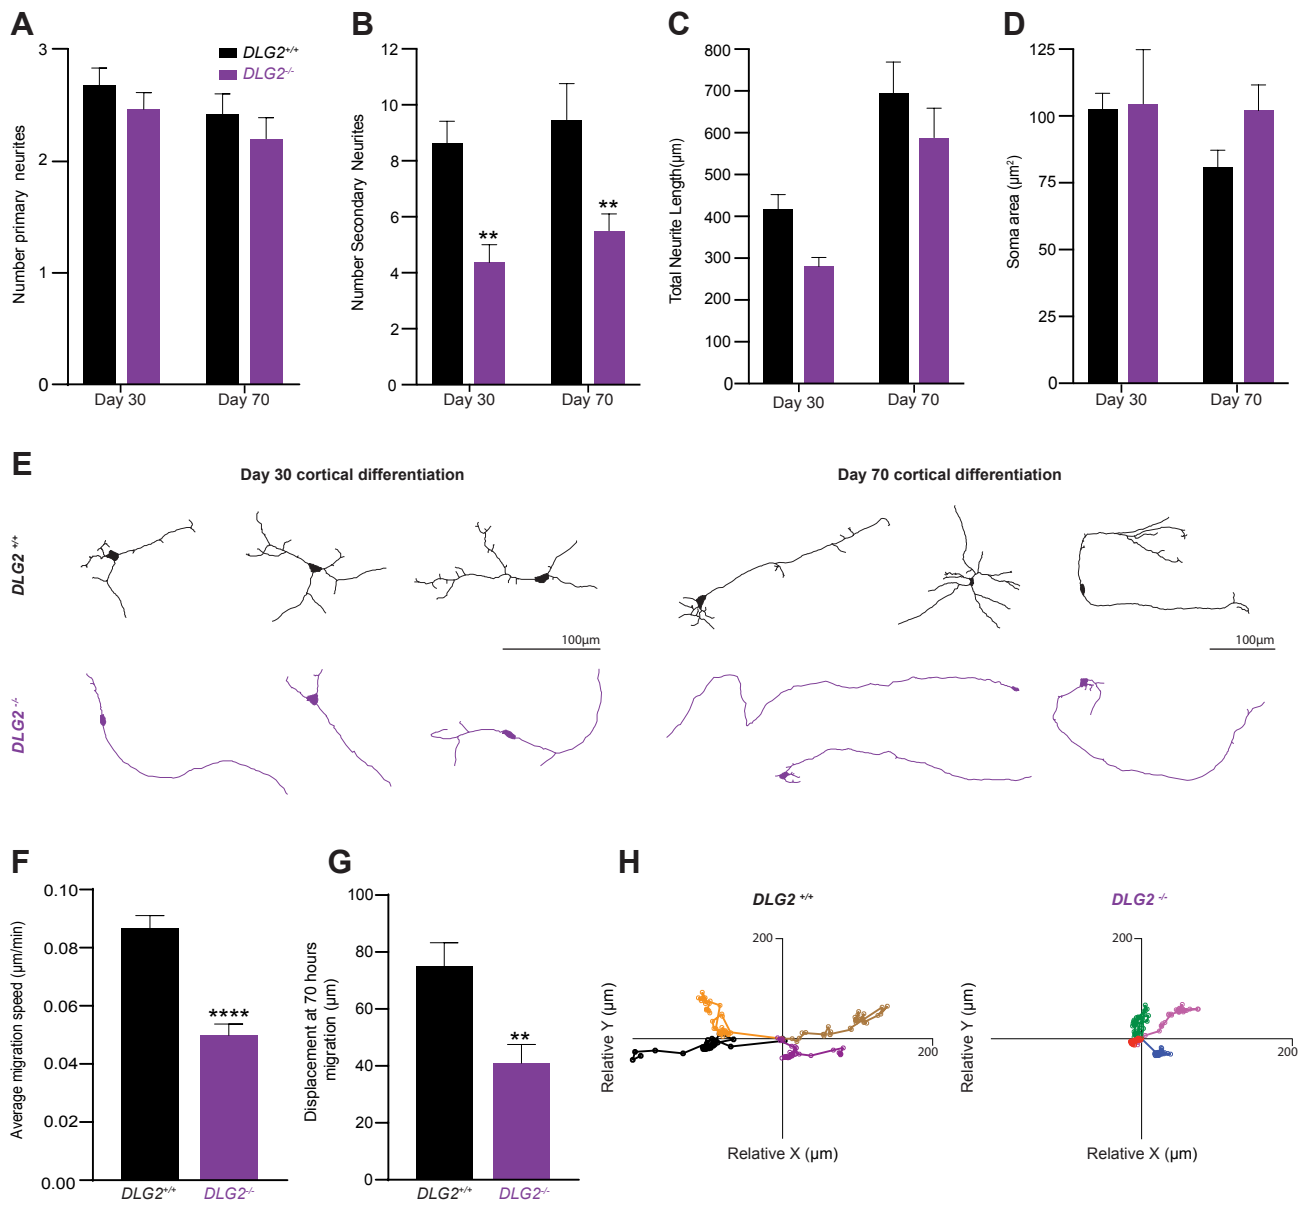 A
B
C
D
3
2
1
0
Number primary neurites
DLG2+/+
DLG2-/-
Day 30
Day 70
12
10
8
6
4
2
0
Number Secondary Neurites
**
**
Day 30
Day 70
800
700
600
500
400
300
200
100
0
Total Neurite Length(µm)
Day 30
Day 70
125
100
75
50
25
0
Soma area (µm²)
Day 30
Day 70
E
Day 30 cortical differentiation
Day 70 cortical differentiation
DLG2 +/+
100µm
100µm
DLG2 -/-
F
G
H
0.10
0.08
0.06
0.04
0.02
0.00
Average migration speed (µm/min)
****
DLG2+/+
DLG2-/-
100
80
60
40
20
0
Displacement at 70 hours
migration (µm)
**
DLG2+/+
DLG2-/-
DLG2 +/+
200
200
Relative Y (µm)
Relative X (µm)
DLG2 -/-
200
200
Relative Y (µm)
Relative X (µm)